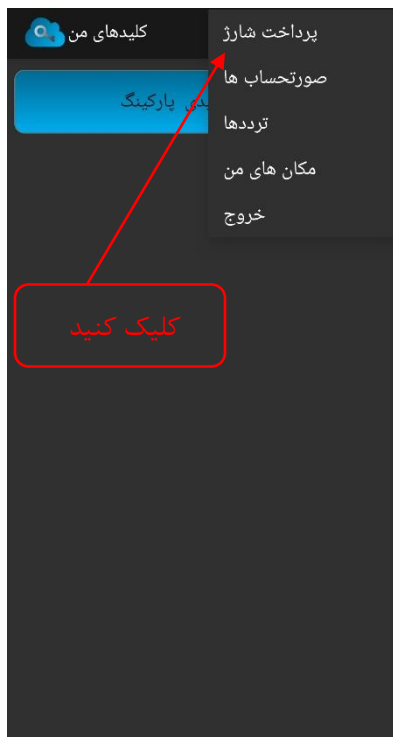 کلیدهای من
پرداخت شارژ
صورتحساب ها
ترددها
مکان های من
خروج
پارکینگ
کلیک کنید